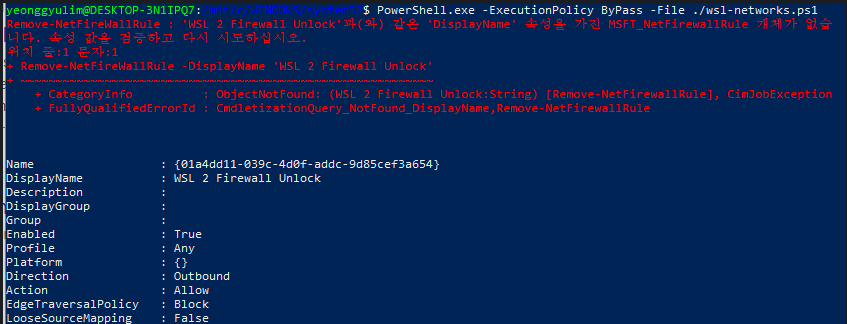 yeonggyulim@DESKTOP-3N1IPQ7: $ PowerShell.exe -ExecutionPolicy ByPass -File ./wsl-networks.ps1
Remove-NetFireWallRule : 'WSL 2 Firewall Unlock'과(와) 같은 'DisplayName' 속성을 가진 MSFT_NetFirewallRule 개체가 없습
니다. 속성 값을 검증하고 다시 시도하십시오.
위치 줄:1 문자:1
+ Remove-NetFireWallRule -DisplayName 'WSL 2 Firewall Unlock'
+ ~~~~~~~~~~~~~~~~~~~~~~~~~~~~~~~~~~~~~~~~~~~~~~~~~~~~~~~~~~~
+ CategoryInfo : ObjectNotFound: (WSL 2 Firewall Unlock:String) [Remove-NetFirewallRule], CimJobException
+ FullyQualifiedErrorId : CmdletizationQuery_NotFound_DisplayName,Remove-NetFirewallRule
Name : {01a4dd11-039c-4d0f-addc-9d85cef3a654}
DisplayName : WSL 2 Firewall Unlock
Description :
DisplayGroup :
Group :
Enabled : True
Profile : Any
Platform : {}
Direction : Outbound
Action : Allow
EdgeTraversalPolicy : Block
LooseSourceMapping : False